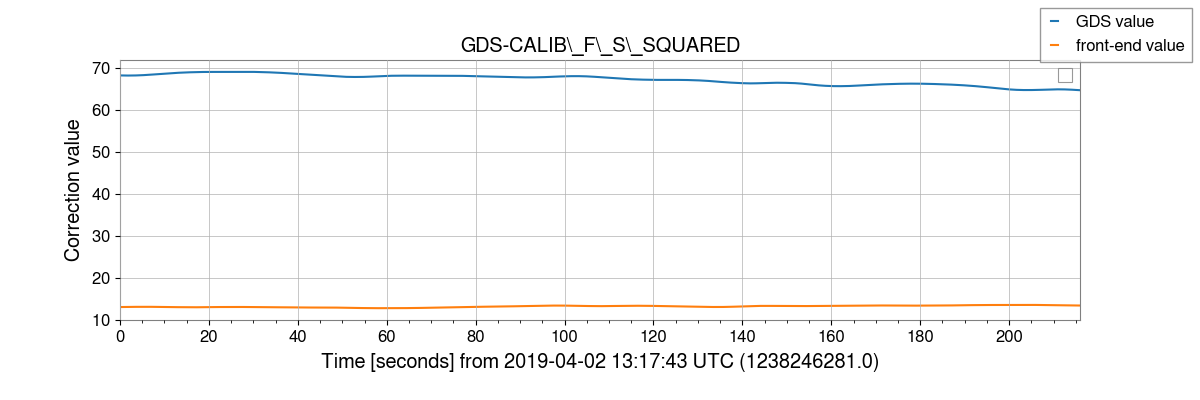 GDS value
front-end value
GDS-CALIB\_F\_S\_SQUARED
70
60
50
40
30
20
10
Correction value
0 20 40 60 80 100 120 140 160 180 200
Time [seconds] from 2019-04-02 13:17:43 UTC (1238246281.0)